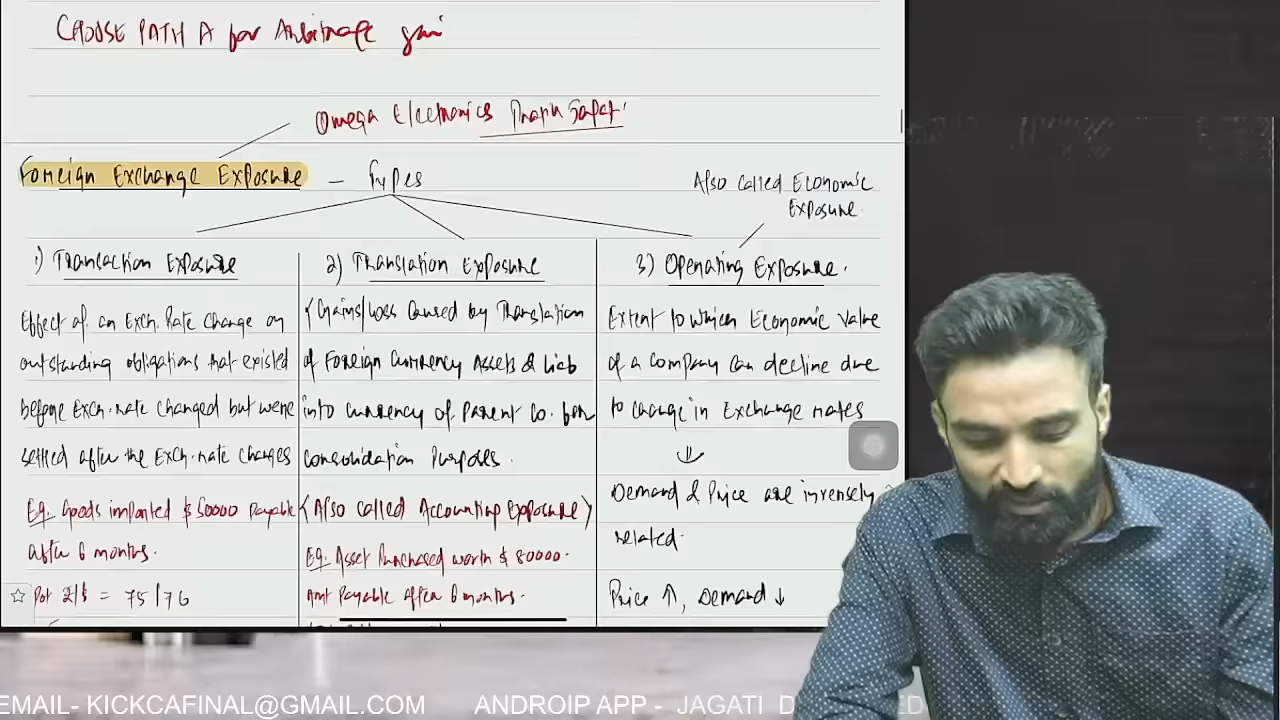 CHOOSE PATH A for Arbitrage gain
Omega Electronics
Foreign Exchange Exposure – Types
Also called Economic
Exposure.
1) Transaction Exposure
Effect of an Exch. Rate Change on
outstanding obligations that existed
before Exch. rate changed but were
settled after the Exch. rate changes
Eg. Goods imported $ 50000 payable
after 6 months.
= 75/76
2) Translation Exposure
(Gains/Loss Caused by Translation
of Foreign Currency Assets & Liab
into currency of Parent Co. for
consolidation Purposes.
(Also called Accounting Exposure)
Eg. Asset Purchased worth $ 80000.
Amt Payable after 6 months.
3) Operating Exposure.
Extent to which Economic value
of a company can decline due
to change in Exchange rates
Demand & Price are inversely
related.
Price ↑, Demand ↓
EMAIL- KICKCAFINAL@GMAIL.COM ANDROIP APP - JAGATI D ED